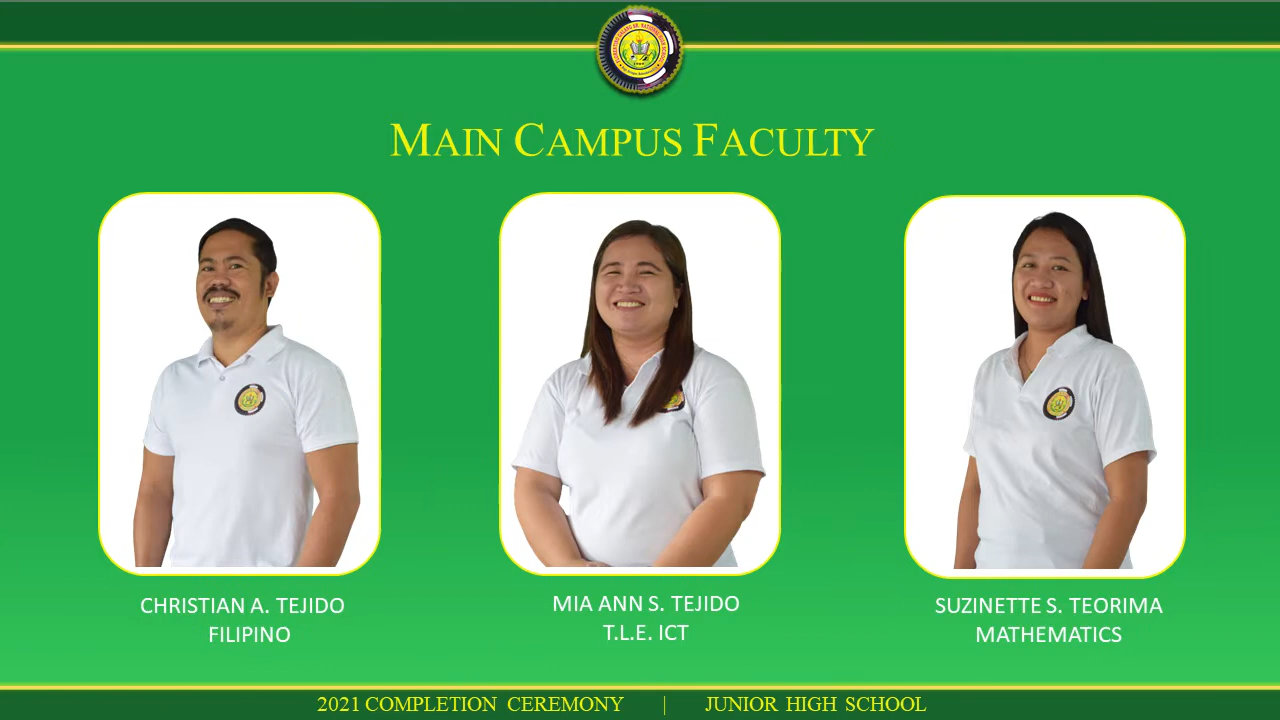 MAIN CAMPUS FACULTY
CHRISTIAN A. TEJIDO
FILIPINO
MIA ANN S. TEJIDO
T.L.E. ICT
SUZINETTE S. TEORIMA
MATHEMATICS
2021 COMPLETION CEREMONY | JUNIOR HIGH SCHOOL